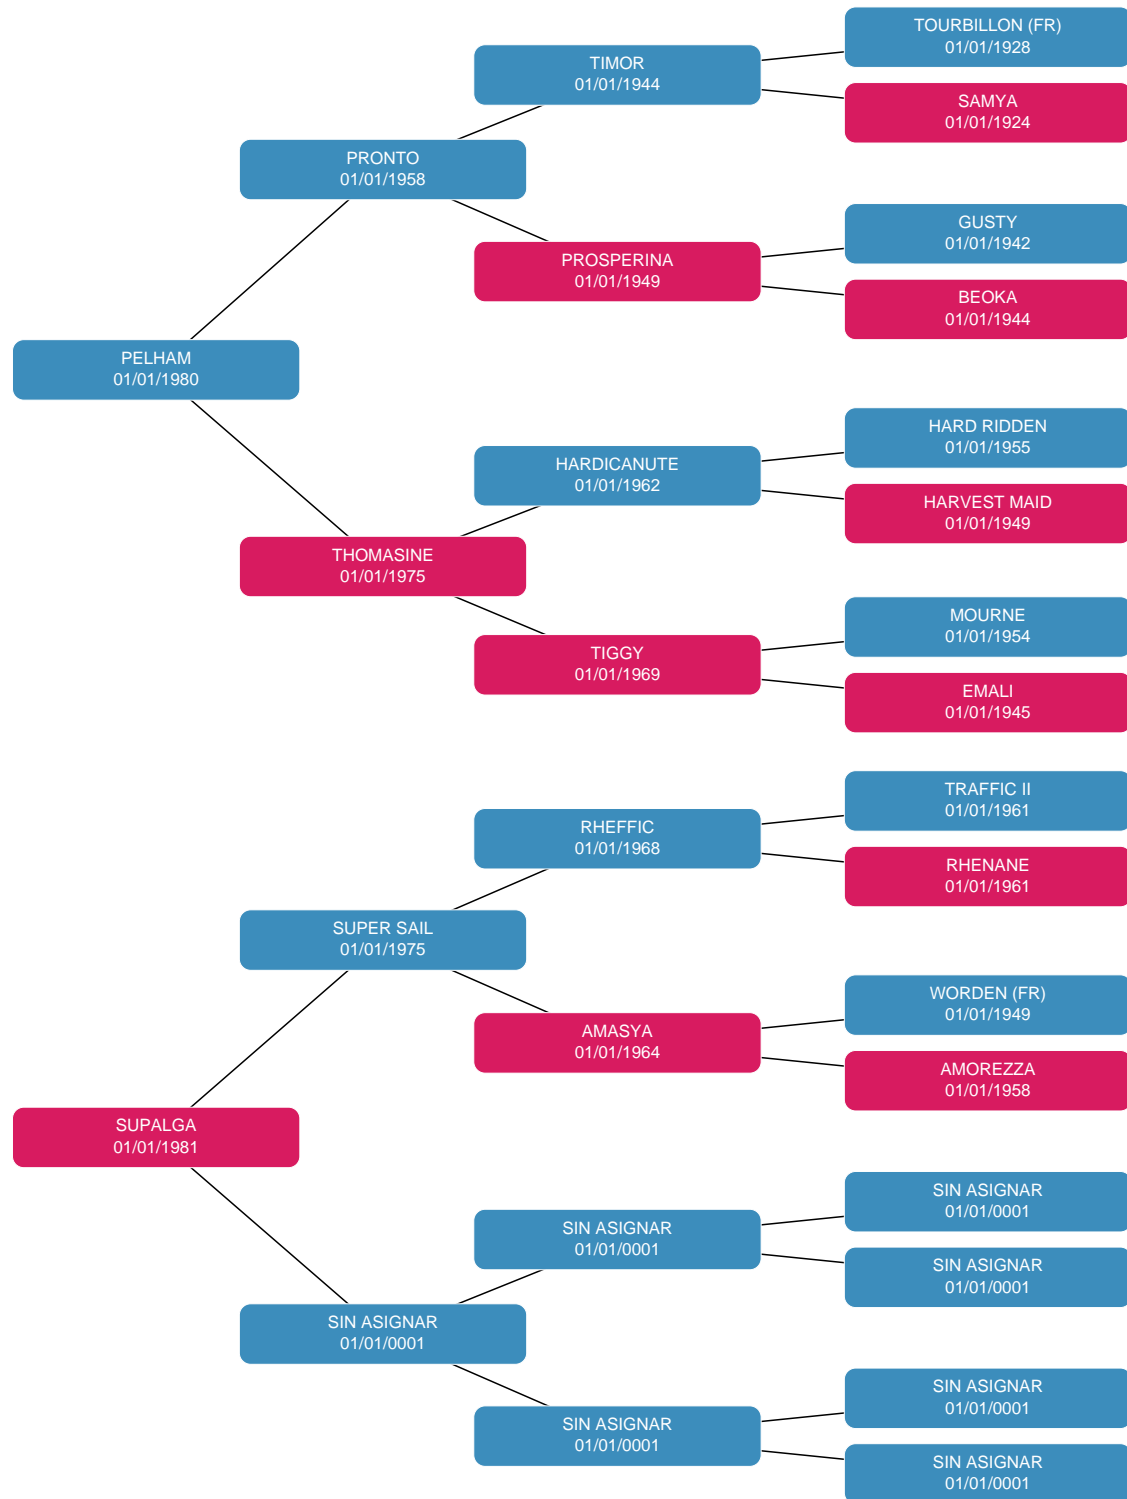 TOURBILLON (FR)
01/01/1928
TIMOR
01/01/1944
SAMYA
01/01/1924
PRONTO
01/01/1958
GUSTY
01/01/1942
PROSPERINA
01/01/1949
BEOKA
01/01/1944
PELHAM
01/01/1980
HARD RIDDEN
01/01/1955
HARDICANUTE
01/01/1962
HARVEST MAID
01/01/1949
THOMASINE
01/01/1975
MOURNE
01/01/1954
TIGGY
01/01/1969
EMALI
01/01/1945
TRAFFIC II
01/01/1961
RHEFFIC
01/01/1968
RHENANE
01/01/1961
SUPER SAIL
01/01/1975
WORDEN (FR)
01/01/1949
AMASYA
01/01/1964
AMOREZZA
01/01/1958
SUPALGA
01/01/1981
SIN ASIGNAR
01/01/0001
SIN ASIGNAR
01/01/0001
SIN ASIGNAR
01/01/0001
SIN ASIGNAR
01/01/0001
SIN ASIGNAR
01/01/0001
SIN ASIGNAR
01/01/0001
SIN ASIGNAR
01/01/0001